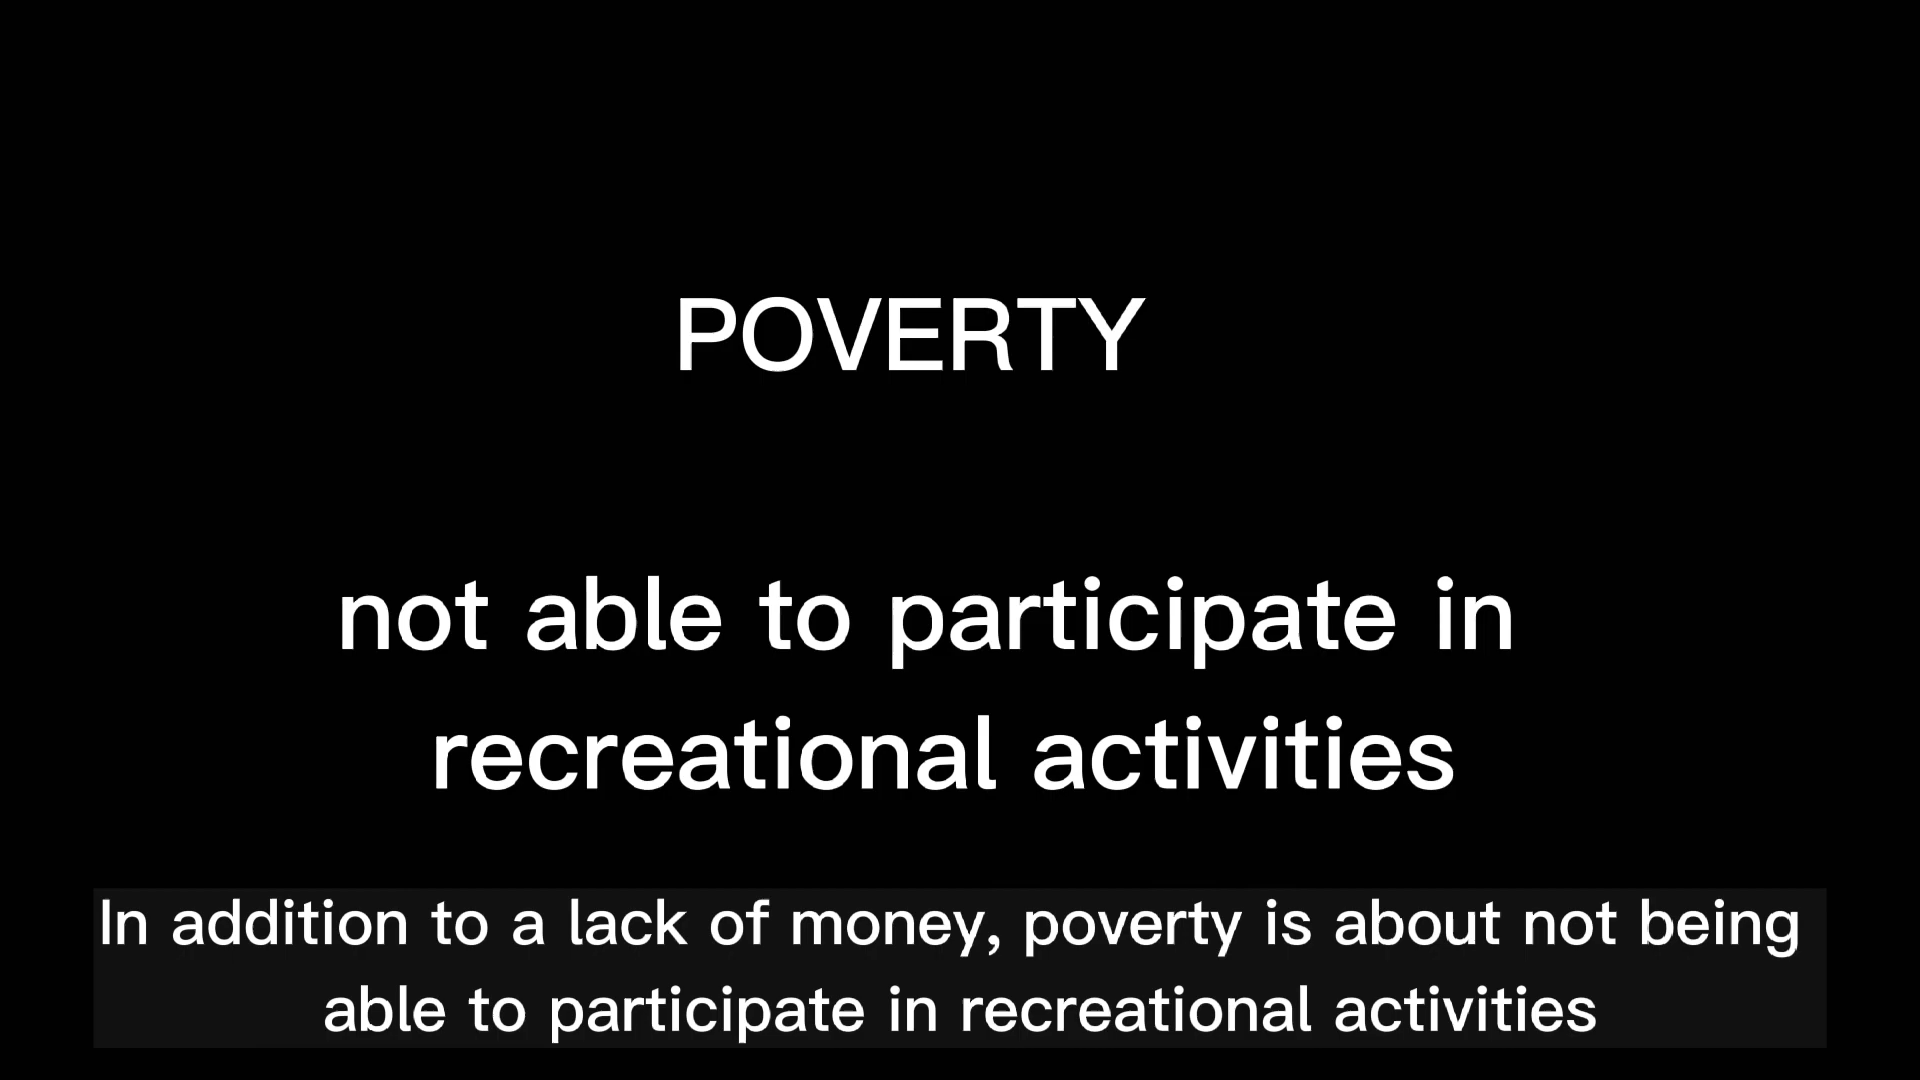 POVERTY
not able to participate in
recreational activities
In addition to a lack of money, poverty is about not being
able to participate in recreational activities